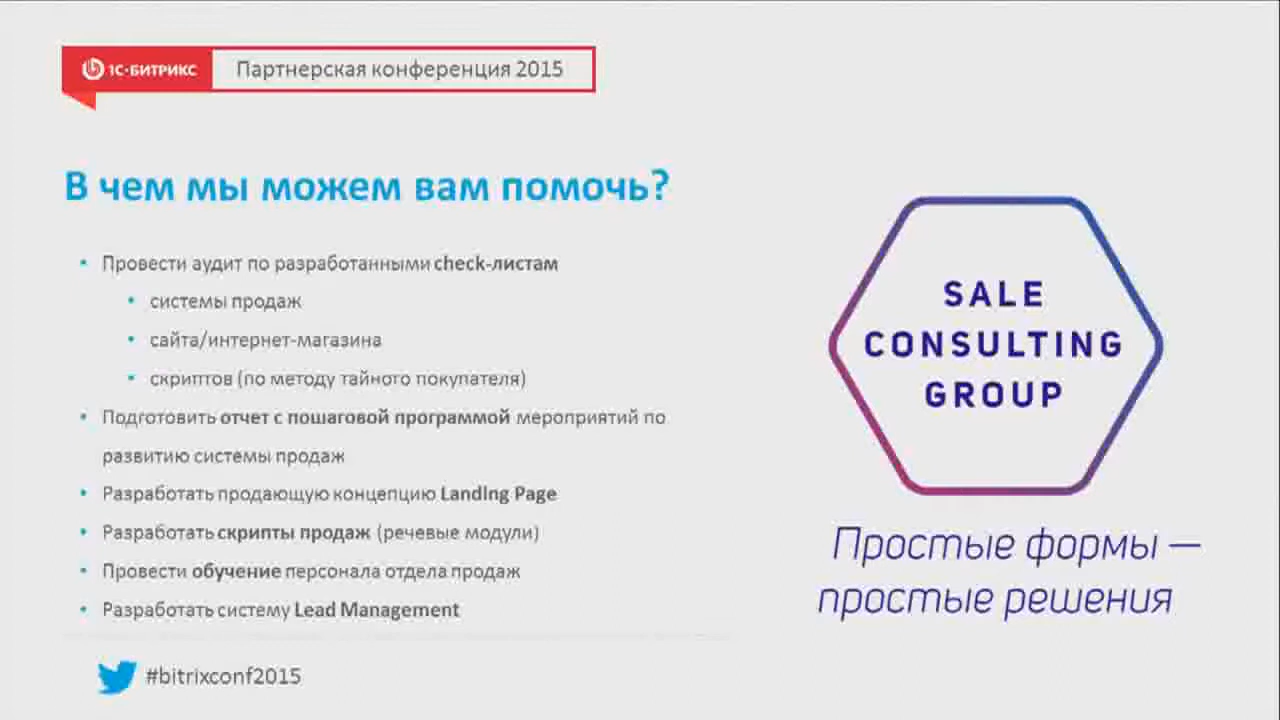 1С-БИТРИКС Партнерская конференция 2015
В чем мы можем вам помочь?
• Провести аудит по разработанными check-листам
• системы продаж
• сайта/интернет-магазина
• скриптов (по методу тайного покупателя)
• Подготовить отчет с пошаговой программой мероприятий по
развитию системы продаж
• Разработать продающую концепцию Landing Page
• Разработать скрипты продаж (речевые модули)
• Провести обучение персонала отдела продаж
• Разработать систему Lead Management
SALE
CONSULTING
GROUP
Простые формы —
простые решения
#bitrixconf2015